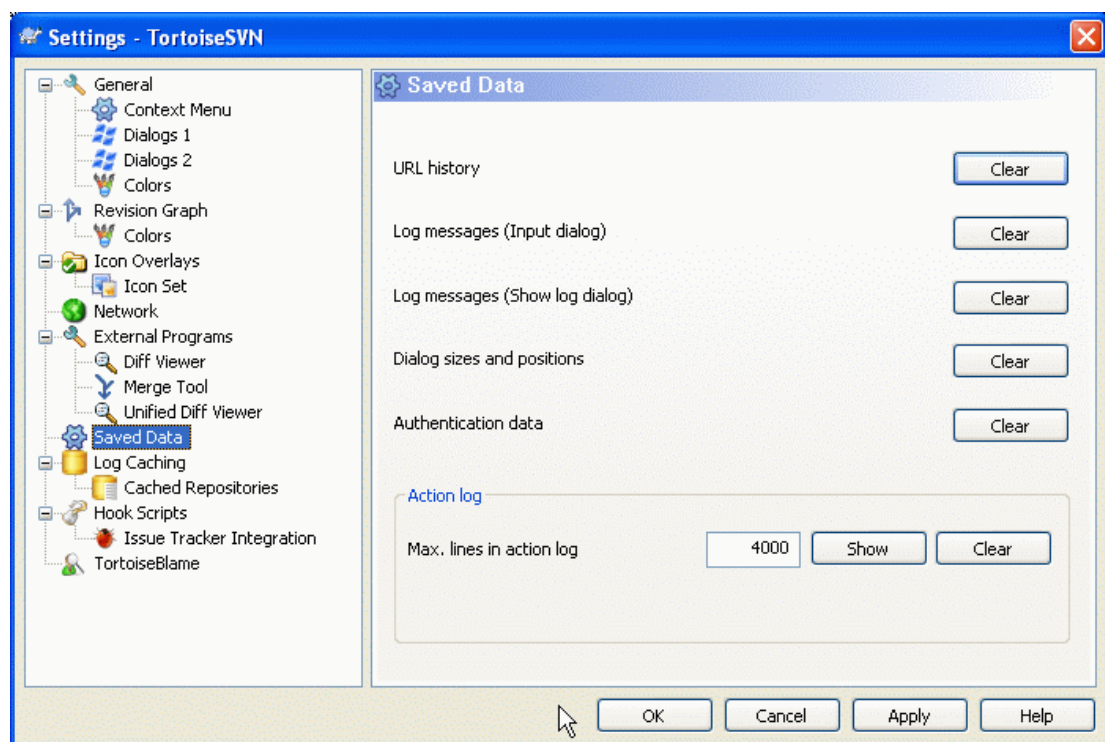 Settings - TortoiseSVN
General
Context Menu
Dialogs 1
Dialogs 2
Colors
Revision Graph
Colors
Icon Overlays
Icon Set
Network
External Programs
Diff Viewer
Merge Tool
Unified Diff Viewer
Saved Data
Log Caching
Cached Repositories
Hook Scripts
Issue Tracker Integration
TortoiseBlame
Saved Data
URL history Clear
Log messages (Input dialog) Clear
Log messages (Show log dialog) Clear
Dialog sizes and positions Clear
Authentication data Clear
Action log
Max. lines in action log 4000 Show Clear
OK Cancel Apply Help